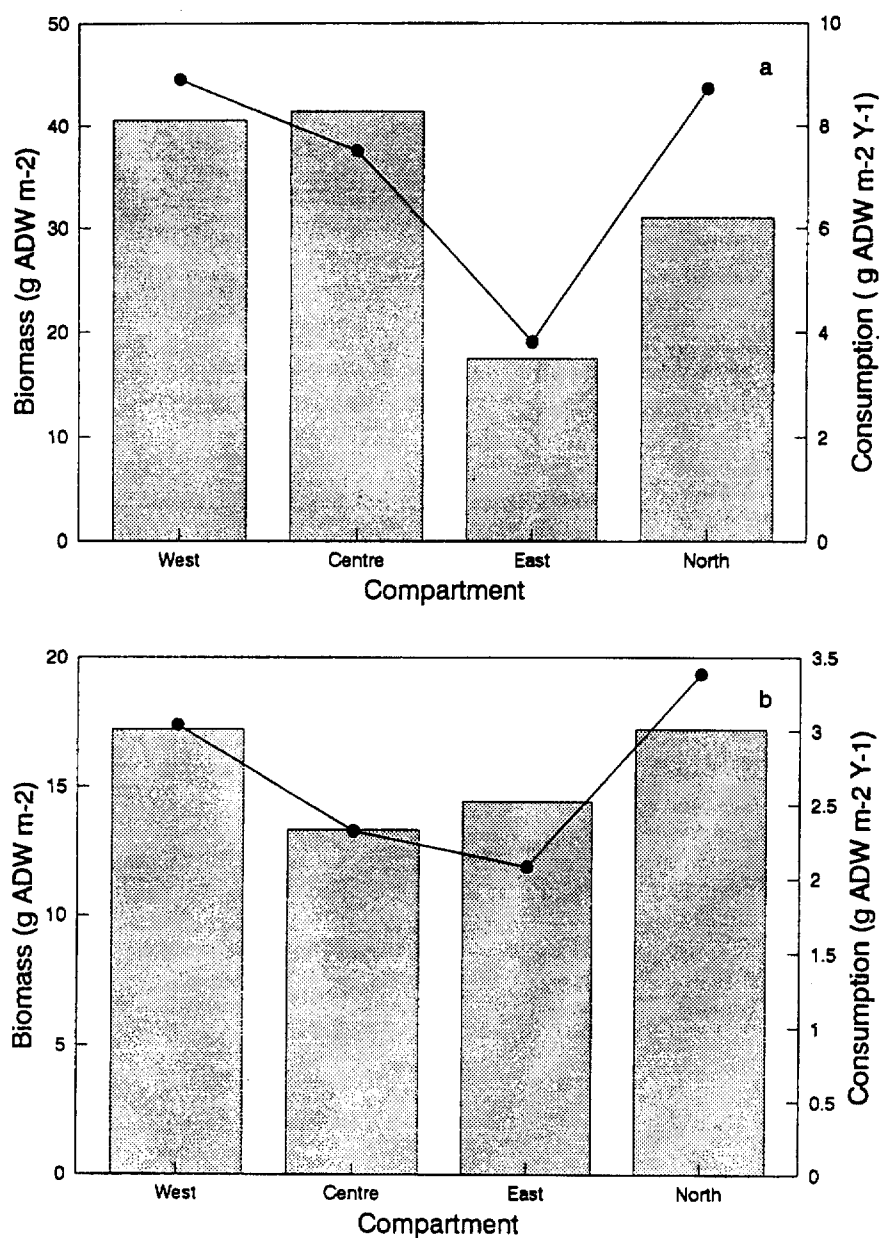 50
40
30
20
10
0
Biomass (g ADW m-2)
10
8
6
4
2
0
Consumption ( g ADW m-2 Y-1)
a
West Centre East North
Compartment
20
15
10
5
0
Biomass (g ADW m-2)
3.5
3
2.5
2
1.5
1
0.5
0
Consumption (g ADW m-2 Y-1)
b
West Centre East North
Compartment